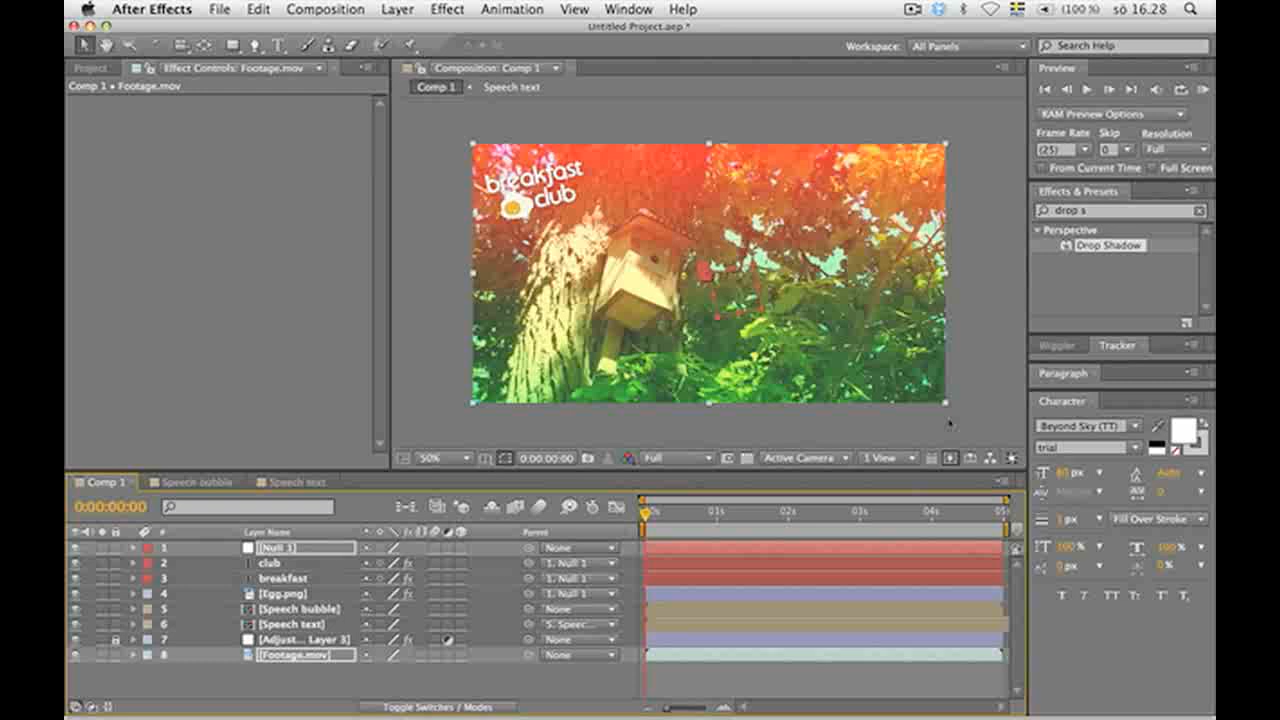 After Effects File Edit Composition Layer Effect Animation View Window Help (100 %) sö 16.28
Untitled Project.aep *
Workspace: All Panels Search Help
Project Effect Controls: Footage.mov Composition: Comp 1 Preview
Comp 1 • Footage.mov Comp 1 Speech text
RAM Preview Options
Frame Rate Skip Resolution
(25) 0 Full
From Current Time Full Screen
breakfast
club
Effects & Presets
drop s
Perspective
Drop Shadow
Wiggler Tracker
Paragraph
Character
Beyond Sky (TT)
trial
50% 0:00:00:00 Full Active Camera 1 View
px Auto
Metrics 0
px Fill Over Stroke
100 % 100 %
0 px 0 %
T T TT Tr T' T,
Comp 1 Speech bubble Speech text
0:00:00:00 01s 02s 03s 04s 05s
# Layer Name Parent
1 [Null 1] None
2 club 1. Null 1
3 breakfast 1. Null 1
4 [Egg.png] 1. Null 1
5 [Speech bubble] None
6 [Speech text] 5. Speec...
7 [Adjust... Layer 3] None
8 [Footage.mov] None
Toggle Switches / Modes